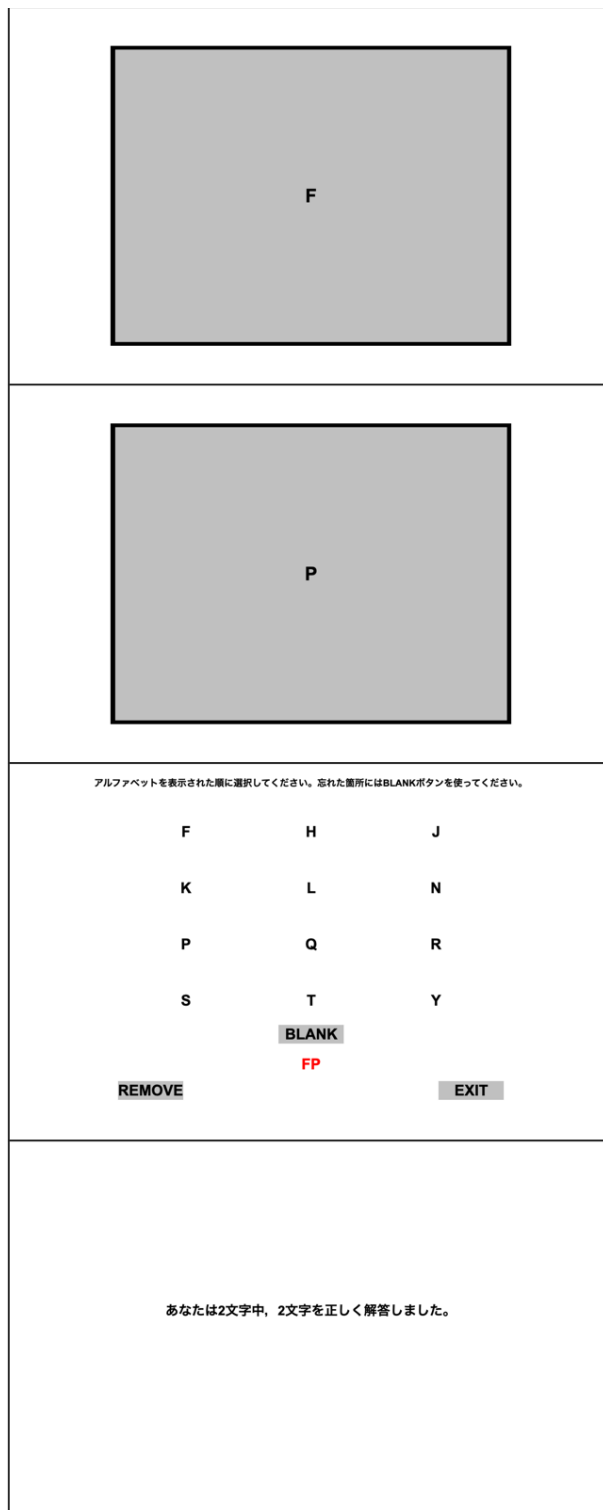 F
P
アルファベットを表示された順に選択してください。忘れた箇所にはBLANKボタンを使ってください。
F H J
K L N
P Q R
S T Y
BLANK
FP
REMOVE EXIT
あなたは2文字中，2文字を正しく解答しました。